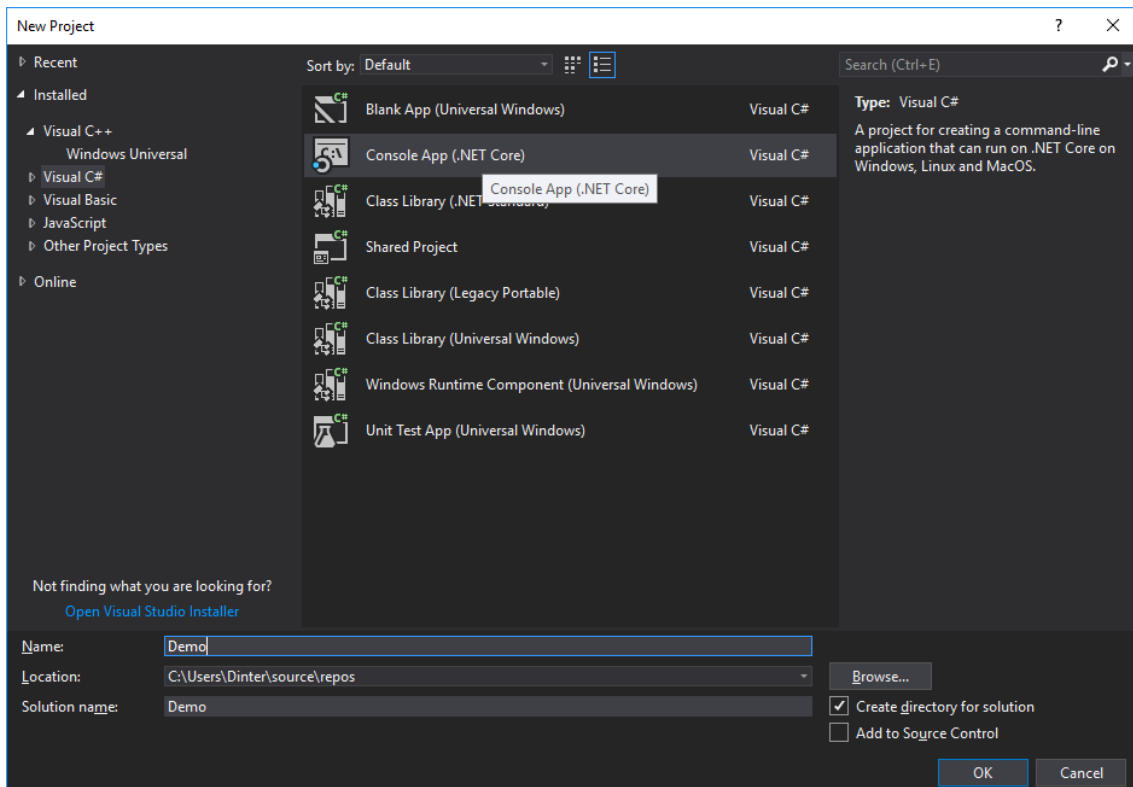 New Project
?
Recent
Installed
Visual C++
Windows Universal
Visual C#
Visual Basic
JavaScript
Other Project Types
Online
Not finding what you are looking for?
Open Visual Studio Installer
Sort by: Default
C# Blank App (Universal Windows) Visual C#
C:\ Console App (.NET Core) Visual C#
Console App (.NET Core)
C# Class Library (.NET Standard) Visual C#
C# Shared Project Visual C#
C# Class Library (Legacy Portable) Visual C#
C# Class Library (Universal Windows) Visual C#
C# Windows Runtime Component (Universal Windows) Visual C#
C# Unit Test App (Universal Windows) Visual C#
Search (Ctrl+E)
Type: Visual C#
A project for creating a command-line
application that can run on .NET Core on
Windows, Linux and MacOS.
Name: Demo
Location: C:\Users\Dinter\source\repos
Browse...
Solution name: Demo
Create directory for solution
Add to Source Control
OK
Cancel